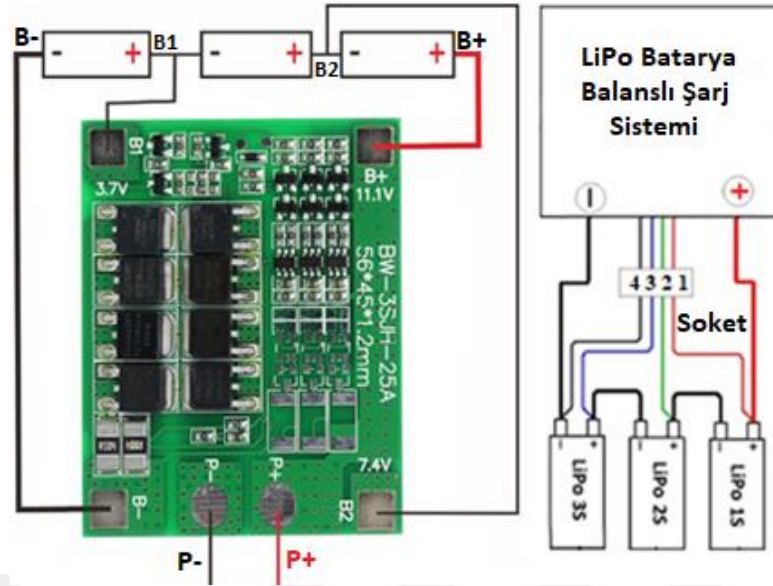 B-
-
+
B1
-
+
B2
-
+
B+
B1
3.7V
B+
11.1V
BW-3SJH-25A
56*45*1.2mm
7.4V
B-
P-
P+
B2
P-
P+
LiPo Batarya
Balanslı Şarj
Sistemi
-
+
4 3 2 1
Soket
- +
LiPo 3S
- +
LiPo 2S
- +
LiPo 1S